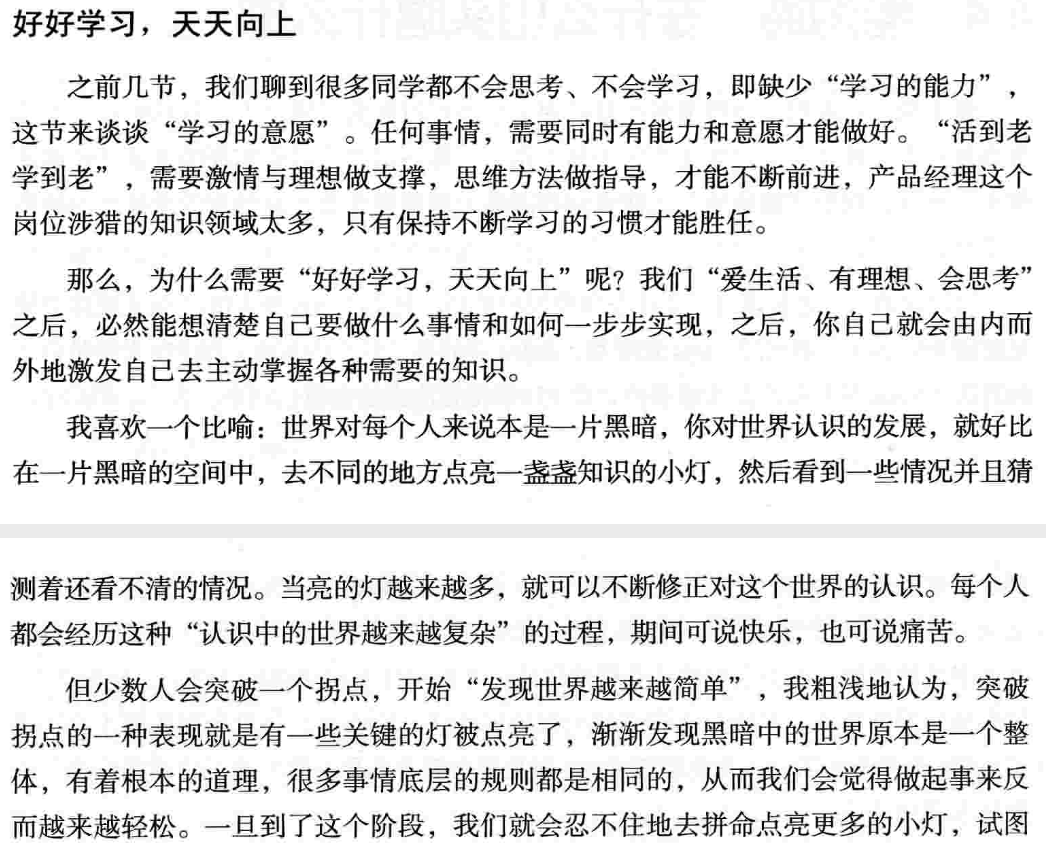 好好学习，天天向上
之前几节，我们聊到很多同学都不会思考、不会学习，即缺少“学习的能力”，
这节来谈谈“学习的意愿”。任何事情，需要同时有能力和意愿才能做好。“活到老
学到老”，需要激情与理想做支撑，思维方法做指导，才能不断前进，产品经理这个
岗位涉猎的知识领域太多，只有保持不断学习的习惯才能胜任。
那么，为什么需要“好好学习，天天向上”呢？我们“爱生活、有理想、会思考”
之后，必然能想清楚自己要做什么事情和如何一步步实现，之后，你自己就会由内而
外地激发自己去主动掌握各种需要的知识。
我喜欢一个比喻：世界对每个人来说本是一片黑暗，你对世界认识的发展，就好比
在一片黑暗的空间中，去不同的地方点亮一盏盏知识的小灯，然后看到一些情况并且猜
测着还看不清的情况。当亮的灯越来越多，就可以不断修正对这个世界的认识。每个人
都会经历这种“认识中的世界越来越复杂”的过程，期间可说快乐，也可说痛苦。
但少数人会突破一个拐点，开始“发现世界越来越简单”，我粗浅地认为，突破
拐点的一种表现就是有一些关键的灯被点亮了，渐渐发现黑暗中的世界原本是一个整
体，有着根本的道理，很多事情底层的规则都是相同的，从而我们会觉得做起事来反
而越来越轻松。一旦到了这个阶段，我们就会忍不住地去拼命点亮更多的小灯，试图